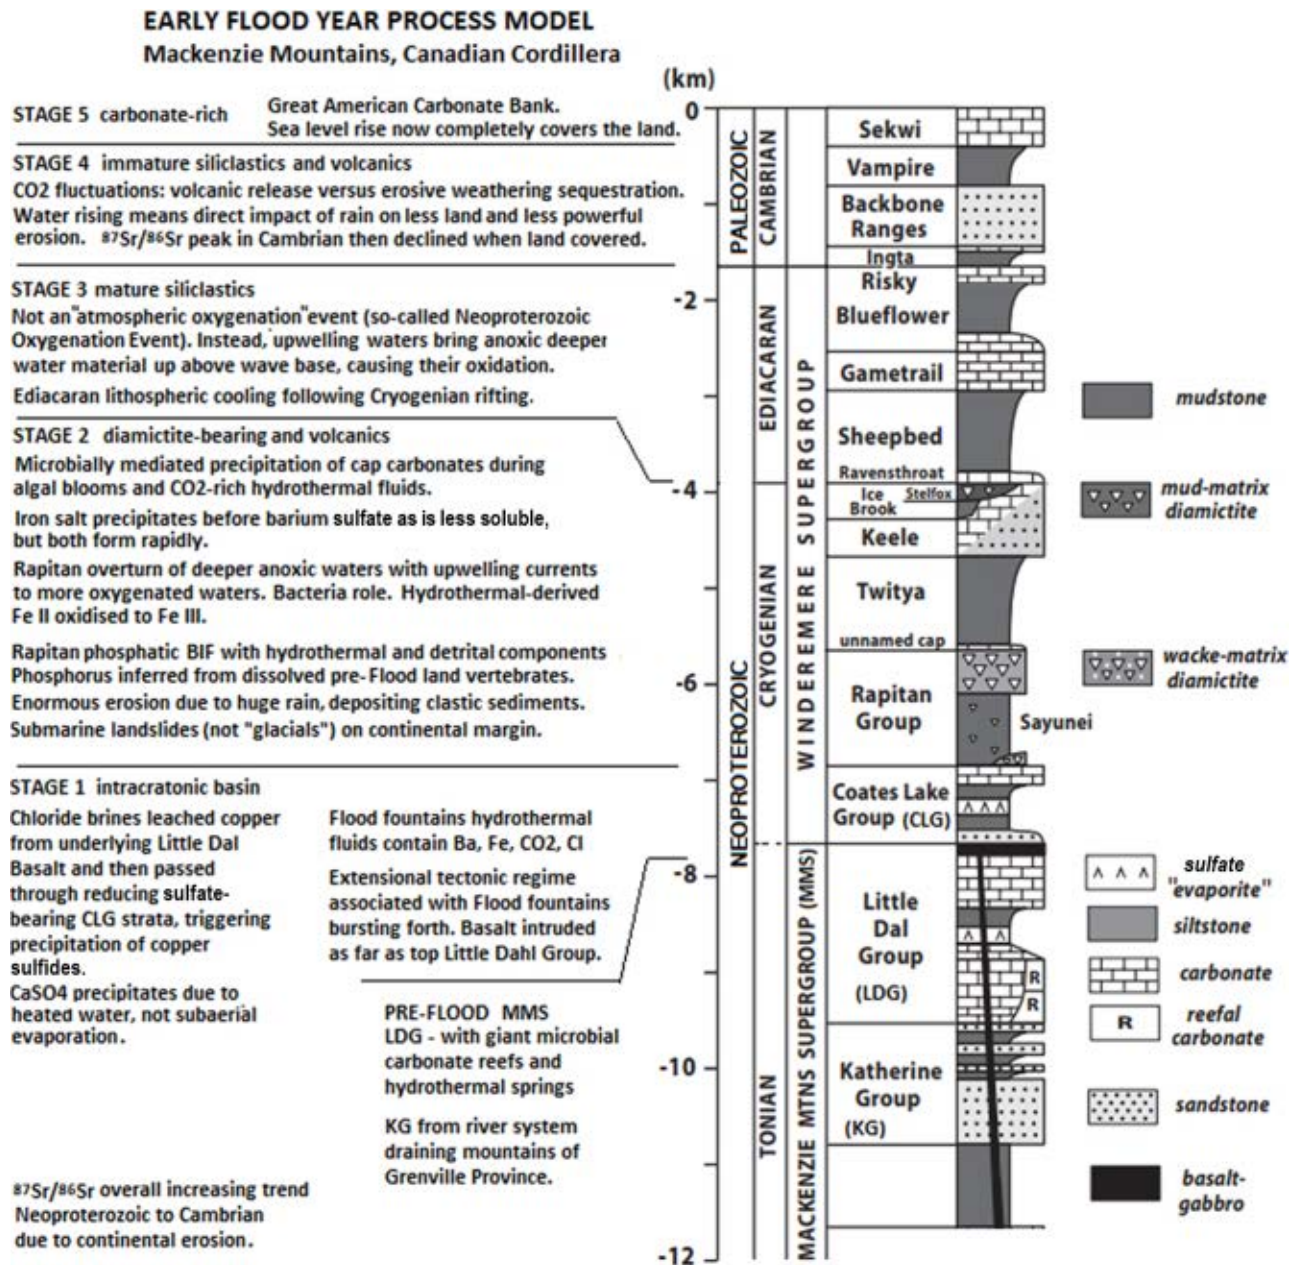 EARLY FLOOD YEAR PROCESS MODEL
Mackenzie Mountains, Canadian Cordillera
STAGE 5 carbonate-rich
Great American Carbonate Bank.
Sea level rise now completely covers the land.
STAGE 4 immature siliclastics and volcanics
CO2 fluctuations: volcanic release versus erosive weathering sequestration.
Water rising means direct impact of rain on less land and less powerful
erosion. ⁸⁷Sr/⁸⁶Sr peak in Cambrian then declined when land covered.
STAGE 3 mature siliclastics
Not an "atmospheric oxygenation" event (so-called Neoproterozoic
Oxygenation Event). Instead, upwelling waters bring anoxic deeper
water material up above wave base, causing their oxidation.
Ediacaran lithospheric cooling following Cryogenian rifting.
STAGE 2 diamictite-bearing and volcanics
Microbially mediated precipitation of cap carbonates during
algal blooms and CO2-rich hydrothermal fluids.
Iron salt precipitates before barium sulfate as is less soluble,
but both form rapidly.
Rapitan overturn of deeper anoxic waters with upwelling currents
to more oxygenated waters. Bacteria role. Hydrothermal-derived
Fe II oxidised to Fe III.
Rapitan phosphatic BIF with hydrothermal and detrital components
Phosphorus inferred from dissolved pre-Flood land vertebrates.
Enormous erosion due to huge rain, depositing clastic sediments.
Submarine landslides (not "glacials") on continental margin.
STAGE 1 intracratonic basin
Chloride brines leached copper
from underlying Little Dal
Basalt and then passed
through reducing sulfate-
bearing CLG strata, triggering
precipitation of copper
sulfides.
CaSO4 precipitates due to
heated water, not subaerial
evaporation.
Flood fountains hydrothermal
fluids contain Ba, Fe, CO2, Cl
Extensional tectonic regime
associated with Flood fountains
bursting forth. Basalt intruded
as far as top Little Dahl Group.
PRE-FLOOD MMS
LDG - with giant microbial
carbonate reefs and
hydrothermal springs
KG from river system
draining mountains of
Grenville Province.
⁸⁷Sr/⁸⁶Sr overall increasing trend
Neoproterozoic to Cambrian
due to continental erosion.
(km)
0
-2
-4
-6
-8
-10
-12
PALEOZOIC
NEOPROTEROZOIC
CAMBRIAN
EDIACARAN
CRYOGENIAN
TONIAN
WINDEREMERE SUPERGROUP
MACKENZIE MTNS SUPERGROUP (MMS)
Sekwi
Vampire
Backbone
Ranges
Ingta
Risky
Blueflower
Gametrail
Sheepbed
Ravensthroat
Ice
Brook
Stelfox
Keele
Twitya
unnamed cap
Rapitan
Group
Sayunei
Coates Lake
Group (CLG)
Little
Dal
Group
(LDG)
R
R
Katherine
Group
(KG)
mudstone
mud-matrix
diamictite
wacke-matrix
diamictite
sulfate
"evaporite"
siltstone
carbonate
R
reefal
carbonate
sandstone
basalt-
gabbro